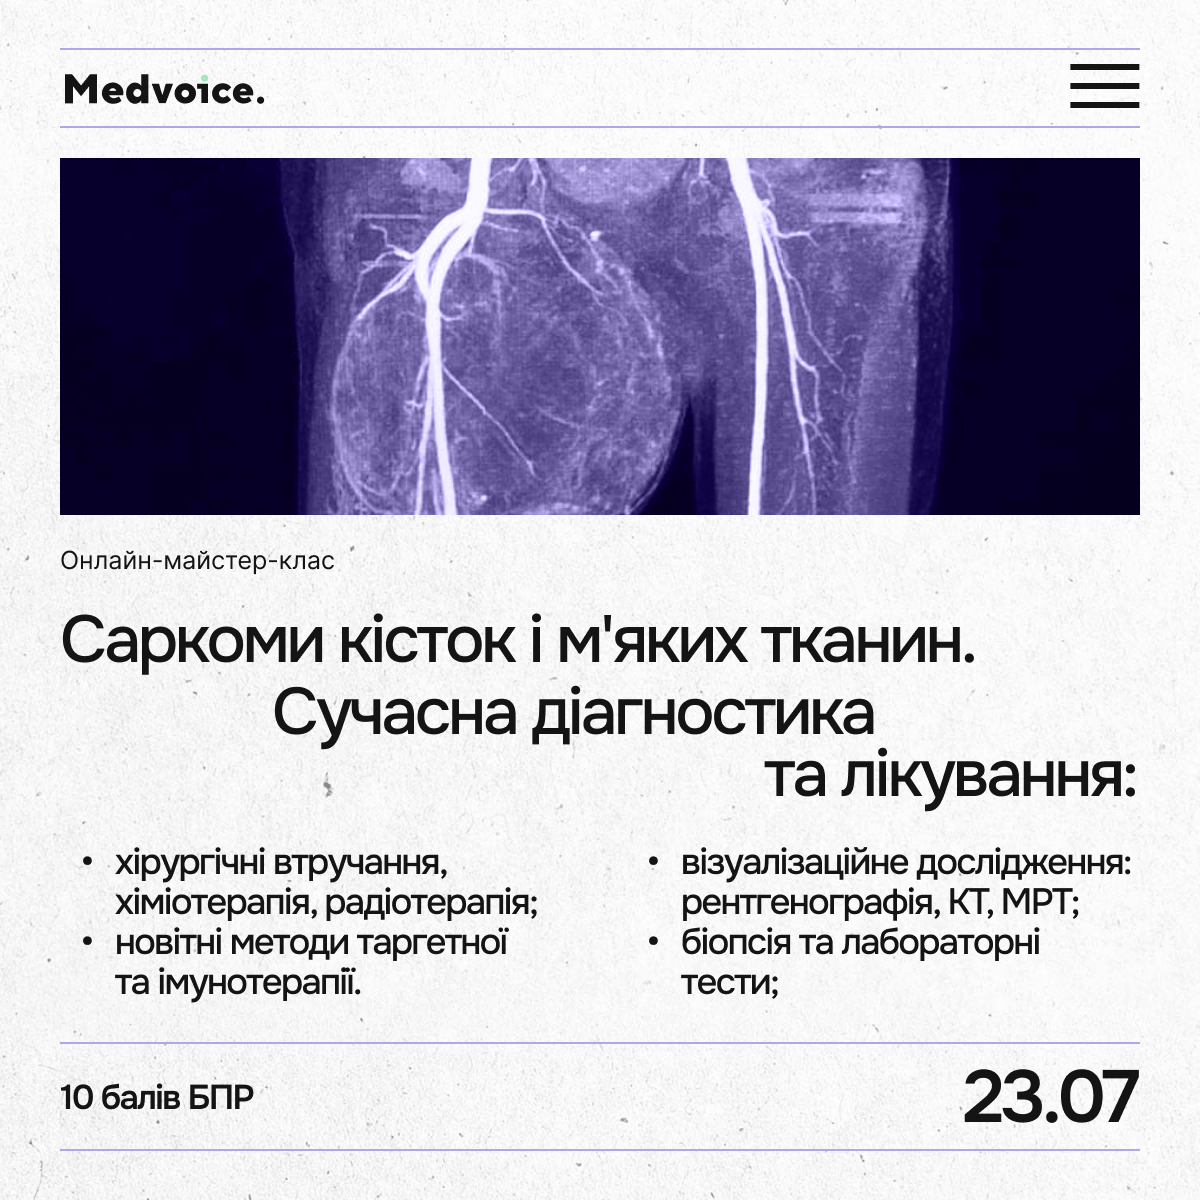 Medvoice.
Онлайн-майстер-клас
Саркоми кісток і м'яких тканин.
Сучасна діагностика
та лікування:
• хірургічні втручання,
хіміотерапія, радіотерапія;
• новітні методи таргетної
та імунотерапії.
• візуалізаційне дослідження:
рентгенографія, КТ, МРТ;
• біопсія та лабораторні
тести;
10 балів БПР
23.07